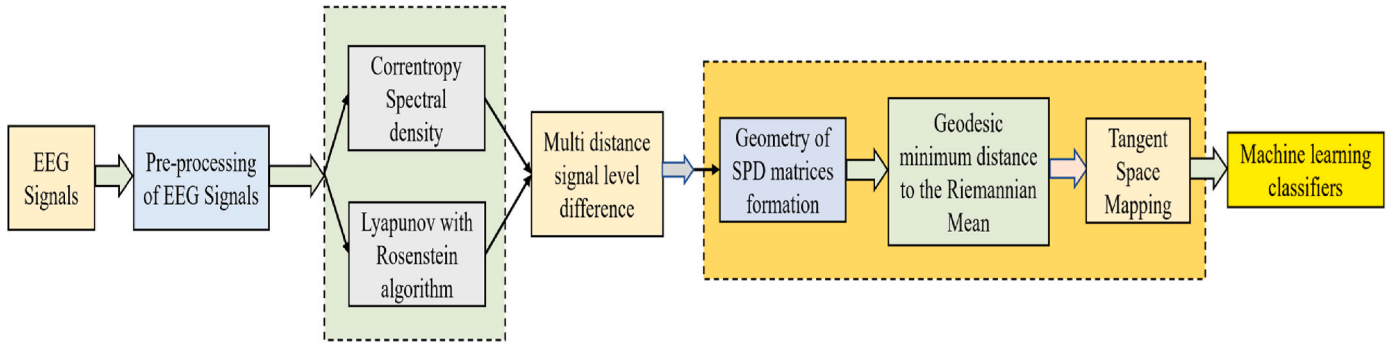 EEG
Signals
Pre-processing
of EEG Signals
Correntropy
Spectral
density
Lyapunov with
Rosenstein
algorithm
Multi distance
signal level
difference
Geometry of
SPD matrices
formation
Geodesic
minimum distance
to the Riemannian
Mean
Tangent
Space
Mapping
Machine learning
classifiers